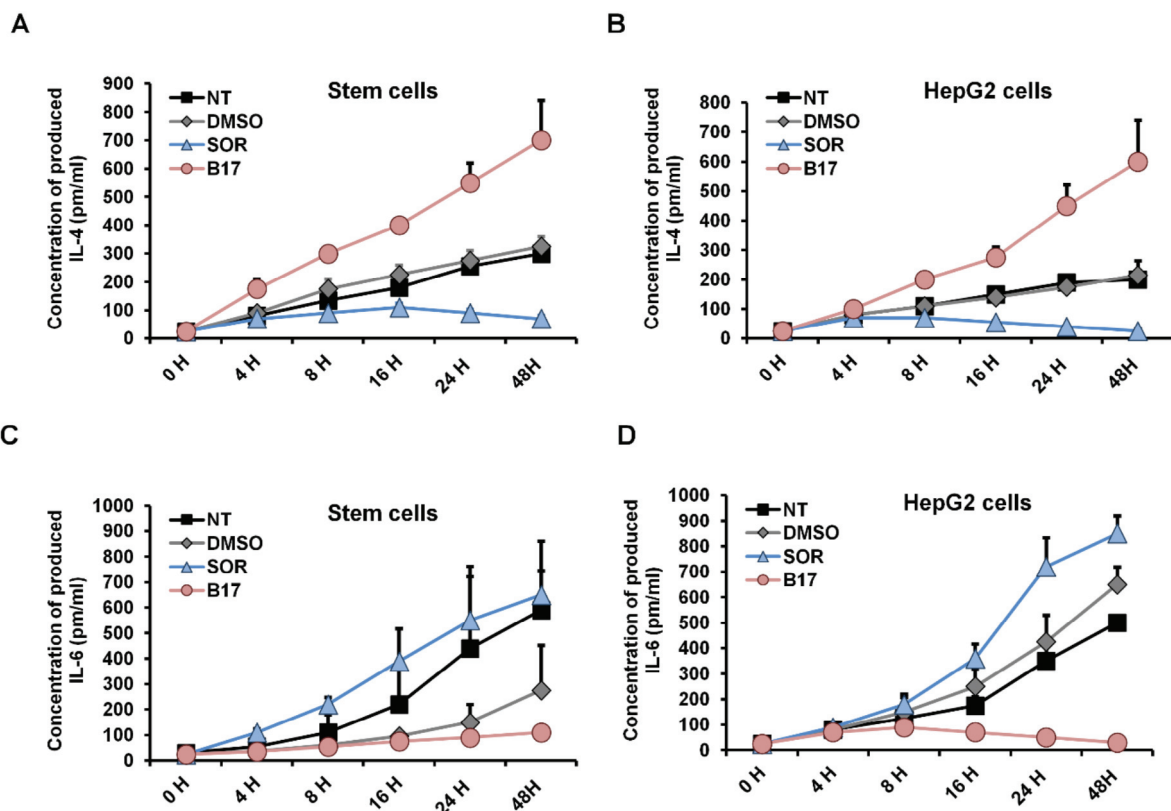 A
Stem cells
NT
DMSO
SOR
B17
Concentration of produced
IL-4 (pm/ml)
900
800
700
600
500
400
300
200
100
0
0 H
4 H
8 H
16 H
24 H
48H
B
HepG2 cells
NT
DMSO
SOR
B17
Concentration of produced
IL-4 (pm/ml)
800
700
600
500
400
300
200
100
0
0 H
4 H
8 H
16 H
24 H
48H
C
Stem cells
NT
DMSO
SOR
B17
Concentration of produced
IL-6 (pm/ml)
1000
900
800
700
600
500
400
300
200
100
0
0 H
4 H
8 H
16 H
24 H
48H
D
HepG2 cells
NT
DMSO
SOR
B17
Concentration of produced
IL-6 (pm/ml)
1000
900
800
700
600
500
400
300
200
100
0
0 H
4 H
8 H
16 H
24 H
48H